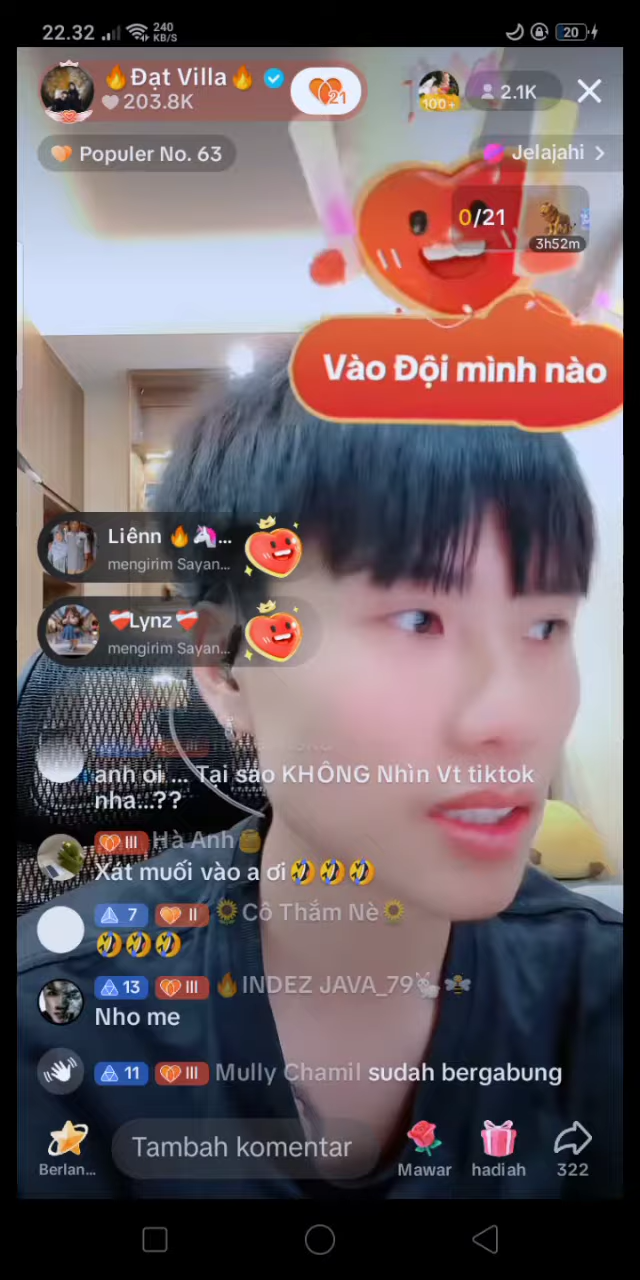 22.32
240
KB/S
20
🔥Đạt Villa🔥
203.8K
21
100+
2.1K
Populer No. 63
Jelajahi
0/21
3h52m
Vào Đội mình nào
Liênn 🔥🦄...
mengirim Sayan...
❤️‍🩹Lynz❤️‍🩹
mengirim Sayan...
anh oi ... Tại sao KHÔNG Nhìn Vt tiktok
nha...??
III Hà Anh🍯
Xát muối vào a ơi🤣🤣🤣
7 II 🌻Cô Thắm Nè🌻
🤣🤣🤣
13 III 🔥INDEZ JAVA_79🐇🐝
Nho me
11 III Mully Chamil sudah bergabung
Berlan...
Tambah komentar
Mawar
hadiah
322